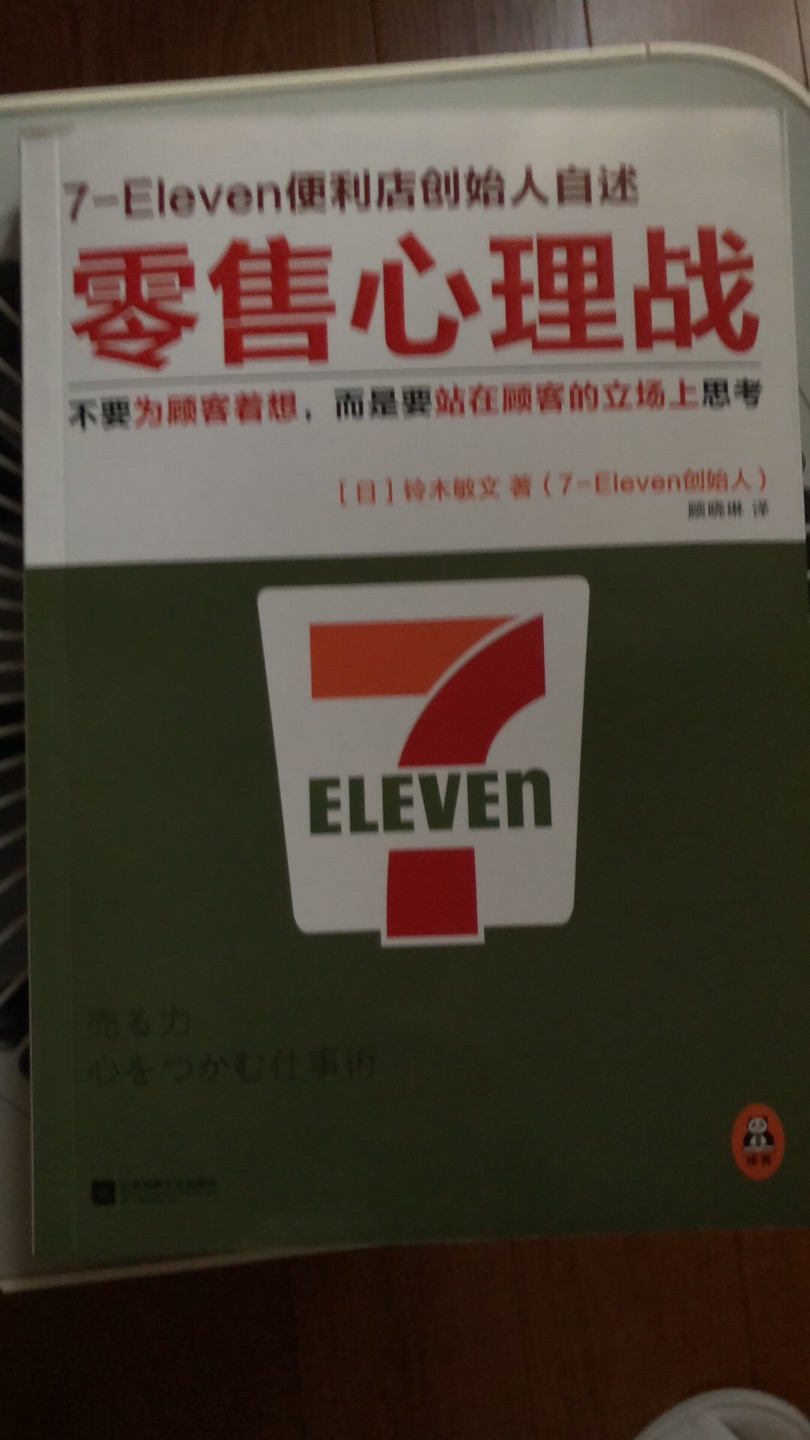 7-Eleven便利店创始人自述
零售心理战
不要为顾客着想，而是要站在顾客的立场上思考
［日］铃木敏文 著（7-Eleven创始人）
顾晓琳 译
7
ELEVEn
売る力
心をつかむ仕事術